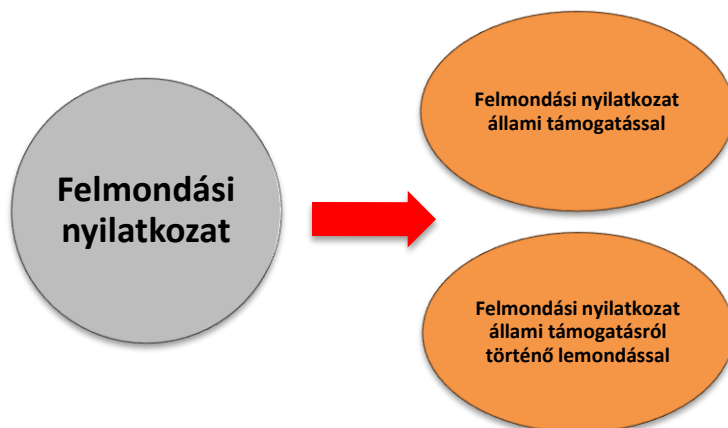 Felmondási
nyilatkozat
Felmondási nyilatkozat
állami támogatással
Felmondási nyilatkozat
állami támogatásról
történő lemondással